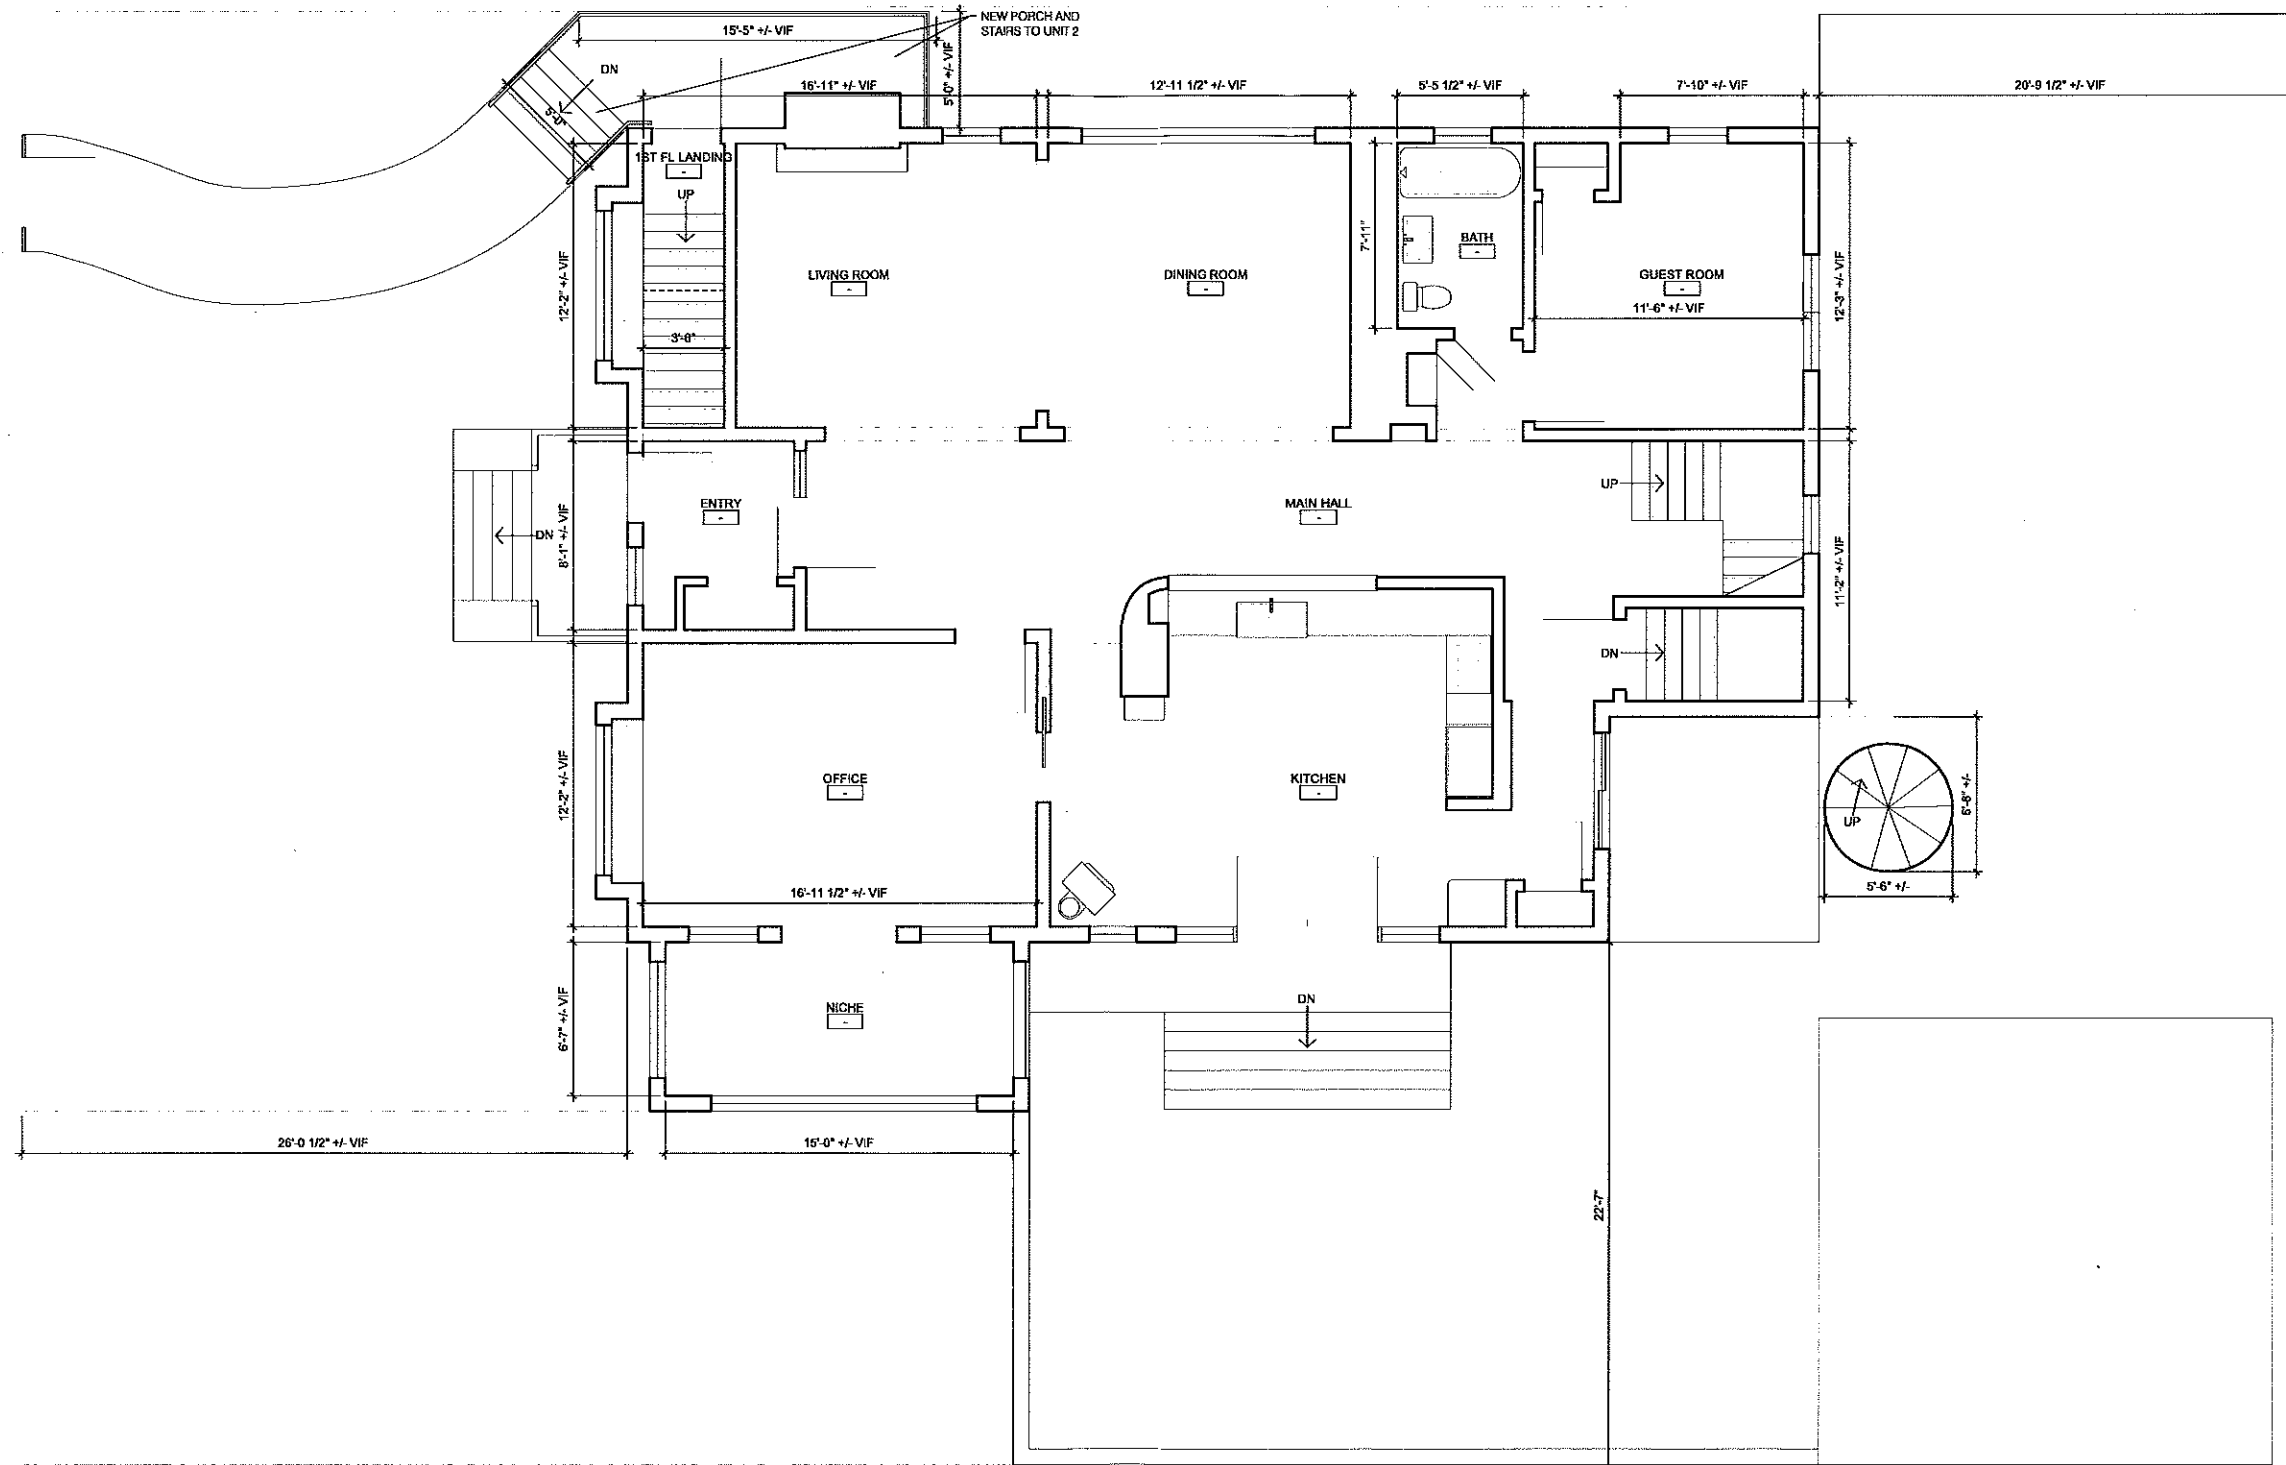 NEW PORCH AND
STAIRS TO UNIT 2
15'-5" +/- VIF
5'-0" +/- VIF
DN
5'-0"
16'-11" +/- VIF
12'-11 1/2" +/- VIF
5'-5 1/2" +/- VIF
7'-10" +/- VIF
20'-9 1/2" +/- VIF
1ST FL LANDING
-
UP
12'-2" +/- VIF
3'-6"
LIVING ROOM
-
DINING ROOM
-
7'-11"
BATH
-
GUEST ROOM
-
11'-6" +/- VIF
12'-3" +/- VIF
DN
8'-1" +/- VIF
ENTRY
-
MAIN HALL
-
UP
11'-2" +/- VIF
DN
12'-2" +/- VIF
OFFICE
-
16'-11 1/2" +/- VIF
KITCHEN
-
UP
6'-8" +/-
5'-6" +/-
6'-7" +/- VIF
NICHE
-
DN
26'-0 1/2" +/- VIF
15'-0" +/- VIF
22'-7"